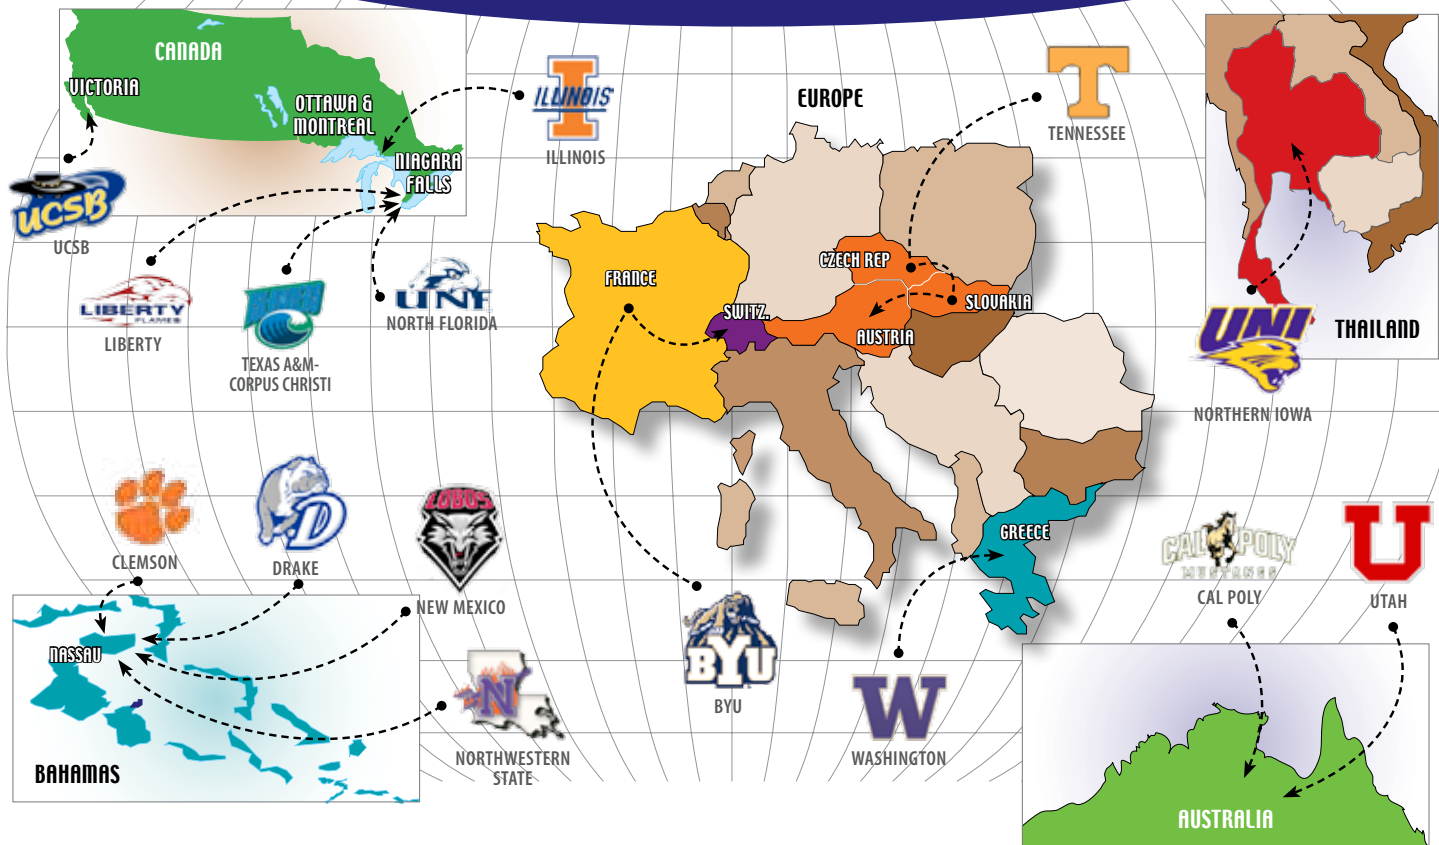 CANADA
VICTORIA
OTTAWA &
MONTREAL
NIAGARA
FALLS
ILLINOIS
ILLINOIS
EUROPE
T
TENNESSEE
UCSB
UCSB
LIBERTY
FLAMES
LIBERTY
TEXAS A&M-
CORPUS CHRISTI
UNF
NORTH FLORIDA
FRANCE
SWITZ.
CZECH REP
SLOVAKIA
AUSTRIA
GREECE
THAILAND
UNI
NORTHERN IOWA
CLEMSON
D
DRAKE
LOBOS
NEW MEXICO
NASSAU
BAHAMAS
N
NORTHWESTERN
STATE
BYU
BYU
W
WASHINGTON
CAL POLY
MUSTANGS
CAL POLY
U
UTAH
AUSTRALIA